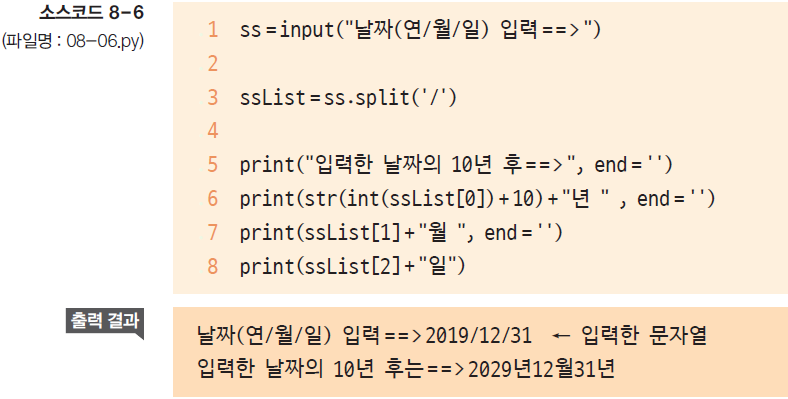 소스코드 8-6
(파일명 : 08-06.py)
1 ss=input("날짜(연/월/일) 입력==>")
2
3 ssList=ss.split('/')
4
5 print("입력한 날짜의 10년 후==>", end='')
6 print(str(int(ssList[0])+10)+"년 " , end='')
7 print(ssList[1]+"월 ", end='')
8 print(ssList[2]+"일")
출력 결과
날짜(연/월/일) 입력==>2019/12/31 ← 입력한 문자열
입력한 날짜의 10년 후는==>2029년12월31년